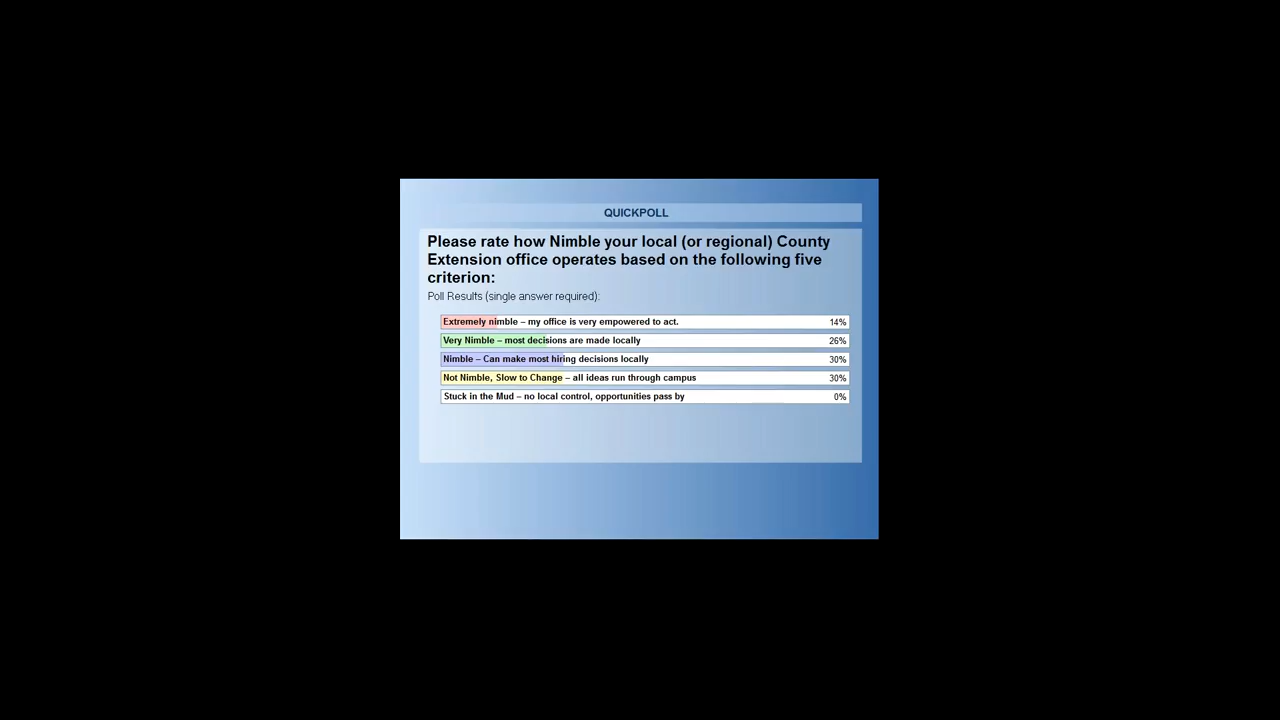 QUICKPOLL
Please rate how Nimble your local (or regional) County
Extension office operates based on the following five
criterion:
Poll Results (single answer required):
Extremely nimble – my office is very empowered to act. 14%
Very Nimble – most decisions are made locally 26%
Nimble – Can make most hiring decisions locally 30%
Not Nimble, Slow to Change – all ideas run through campus 30%
Stuck in the Mud – no local control, opportunities pass by 0%